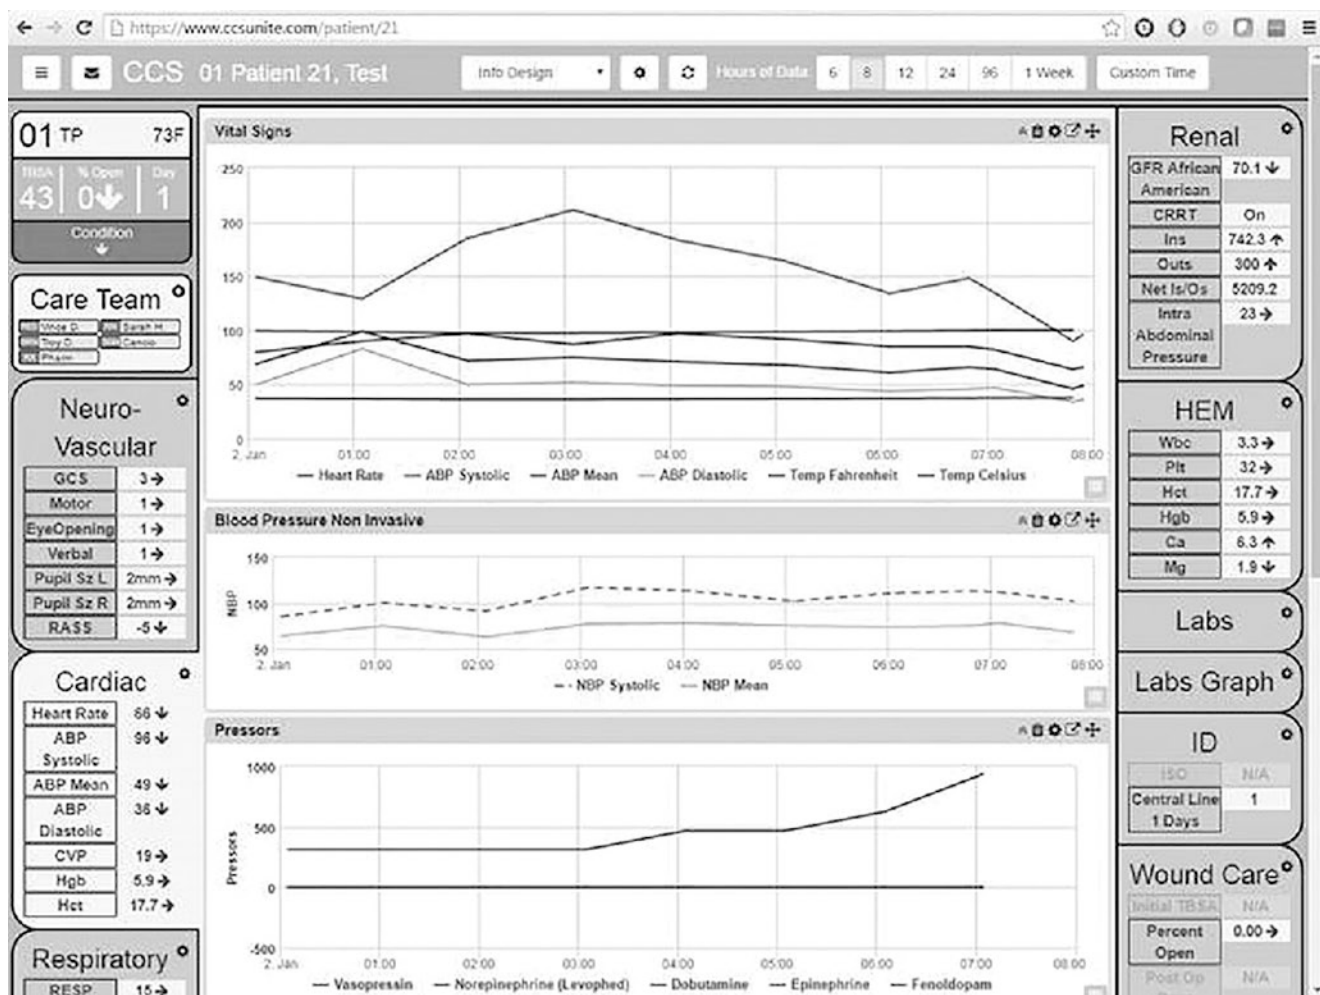 https://www.ccsunite.com/patient/21
CCS 01 Patient 21, Test
Info Design
Hours of Data
6 8 12 24 96 1 Week
Custom Time
01 TP 73F
TBSA % Open Day
43 0 1
Condition
Care Team
Vince D. Sarah H.
Troy D. Cancio
Pharm
Neuro-
Vascular
GCS 3→
Motor 1→
EyeOpening 1→
Verbal 1→
Pupil Sz L 2mm→
Pupil Sz R 2mm→
RASS -5↓
Cardiac
Heart Rate 66↓
ABP 96↓
Systolic
ABP Mean 49↓
ABP 36↓
Diastolic
CVP 19→
Hgb 5.9→
Hct 17.7→
Respiratory
RESP 15→
Vital Signs
250
200
150
100
50
0
2. Jan 01:00 02:00 03:00 04:00 05:00 06:00 07:00 08:00
Heart Rate ABP Systolic ABP Mean ABP Diastolic Temp Fahrenheit Temp Celsius
Blood Pressure Non Invasive
NBP
150
100
50
2. Jan 01:00 02:00 03:00 04:00 05:00 06:00 07:00 08:00
NBP Systolic NBP Mean
Pressors
Pressors
1000
500
0
-500
2. Jan 01:00 02:00 03:00 04:00 05:00 06:00 07:00 08:00
Vasopressin Norepinephrine (Levophed) Dobutamine Epinephrine Fenoldopam
Renal
GFR African 70.1↓
American
CRRT On
Ins 742.3↑
Outs 300↑
Net Is/Os 5209.2
Intra 23→
Abdominal
Pressure
HEM
Wbc 3.3→
Plt 32→
Hct 17.7→
Hgb 5.9→
Ca 6.3↑
Mg 1.9↓
Labs
Labs Graph
ID
ISO N/A
Central Line 1
1 Days
Wound Care
Initial TBSA N/A
Percent 0.00→
Open
Post Op N/A